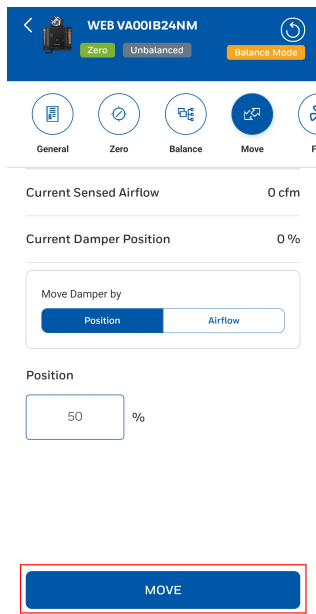 WEB VA00IB24NM
Zero Unbalanced Balance Mode
General Zero Balance Move F
Current Sensed Airflow 0 cfm
Current Damper Position 0 %
Move Damper by
Position Airflow
Position
50 %
MOVE